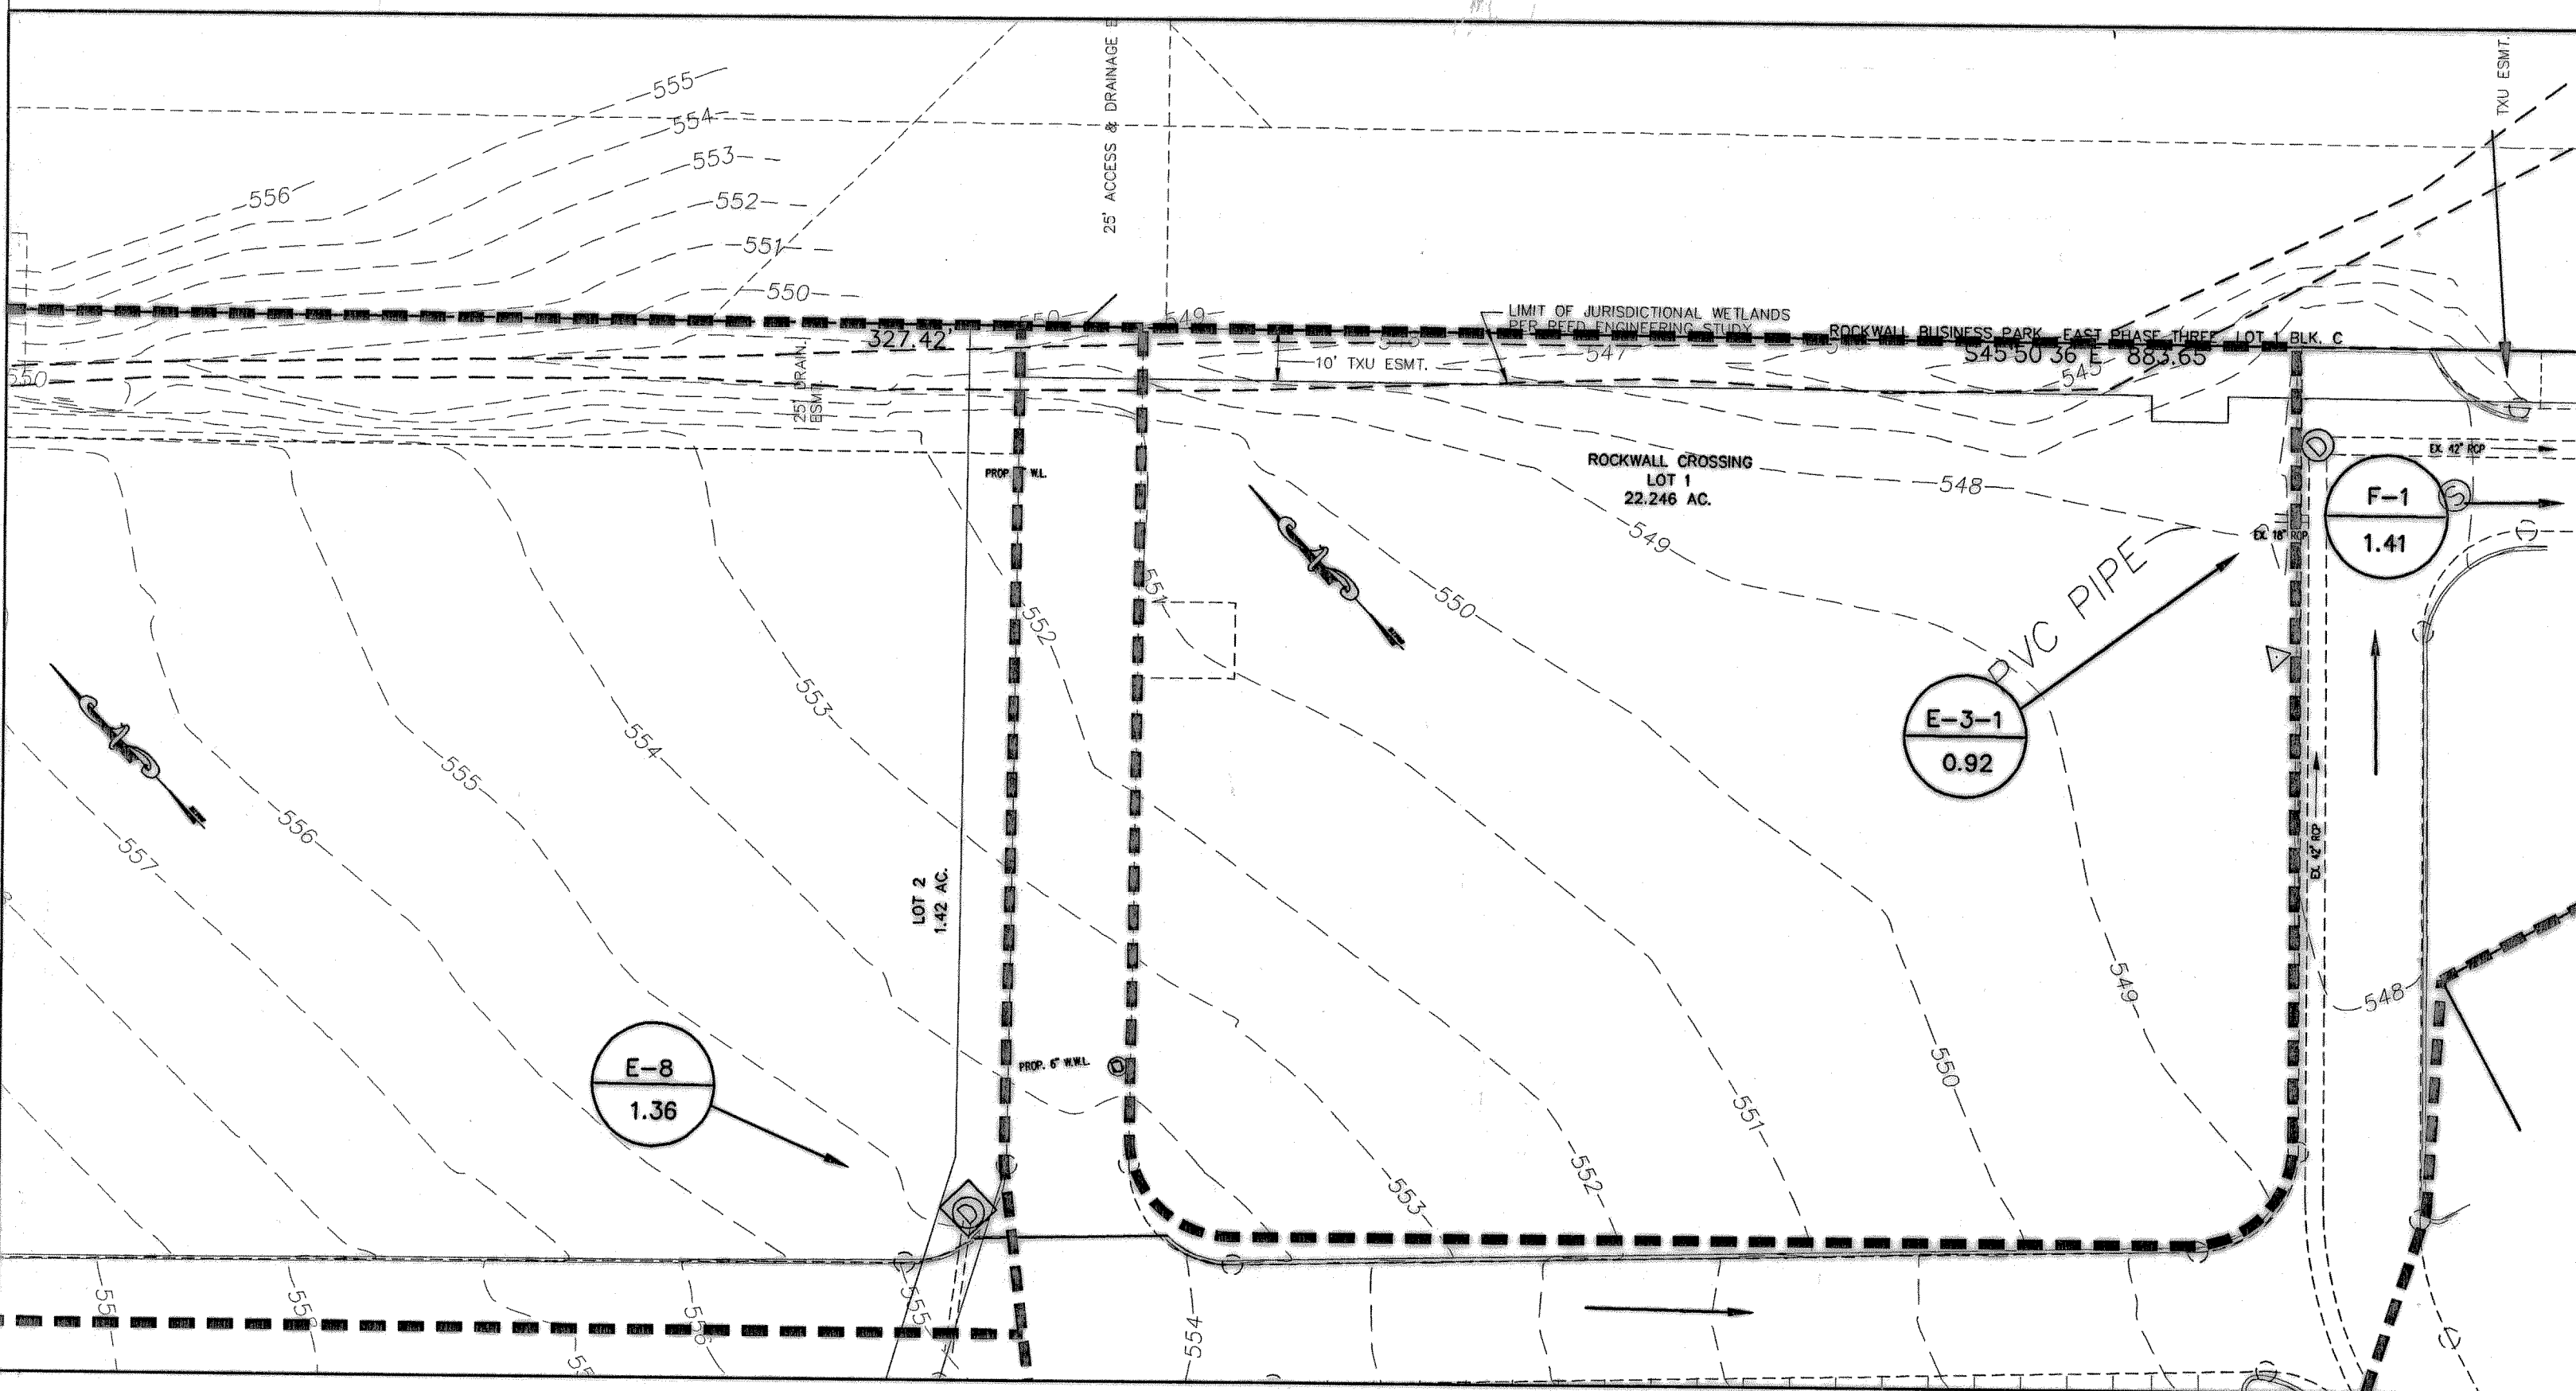 25' ACCESS & DRAINAGE E
TXU ESMT.
555
554
553
556
552
551
550
550
549
327.42'
LIMIT OF JURISDICTIONAL WETLANDS
PER REED ENGINEERING STUDY
ROCKWALL BUSINESS PARK EAST PHASE THREE LOT 1 BLK. C
S45 50 36 E 883.65
547
545
10' TXU ESMT.
550
25' DRAIN.
ESMT.
PROP. W.L.
ROCKWALL CROSSING
LOT 1
22.246 AC.
548
549
D
EX. 42" RCP
F-1
1.41
S
EX. 18" RCP
PVC PIPE
551
550
552
553
554
555
556
557
E-3-1
0.92
EX. 42" RCP
LOT 2
1.42 AC.
549
548
E-8
1.36
PROP. 6" W.W.L.
D
550
551
552
553
D
555
556
554